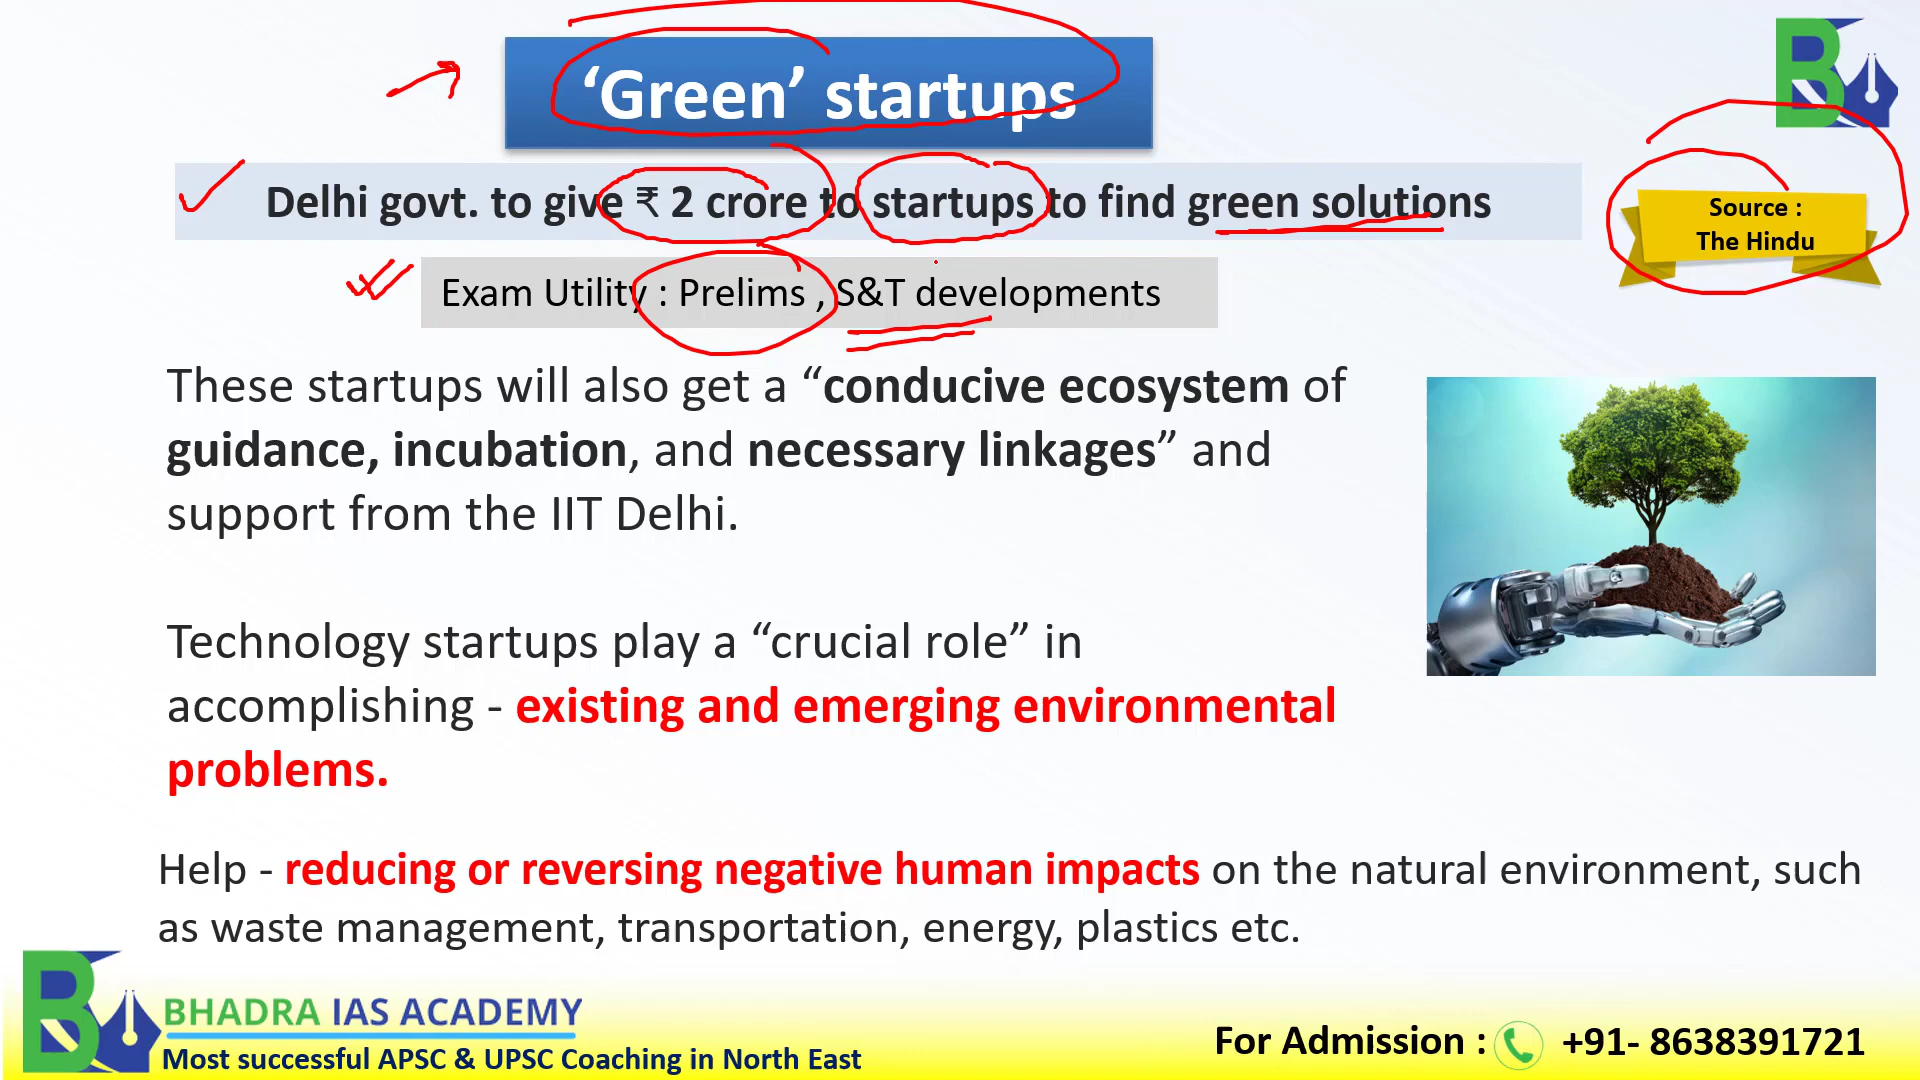 ‘Green’ startups
Delhi govt. to give ₹ 2 crore to startups to find green solutions
Source :
The Hindu
Exam Utility : Prelims , S&T developments
These startups will also get a “conducive ecosystem of
guidance, incubation, and necessary linkages” and
support from the IIT Delhi.
Technology startups play a “crucial role” in
accomplishing - existing and emerging environmental
problems.
Help - reducing or reversing negative human impacts on the natural environment, such
as waste management, transportation, energy, plastics etc.
BHADRA IAS ACADEMY
Most successful APSC & UPSC Coaching in North East
For Admission : +91- 8638391721